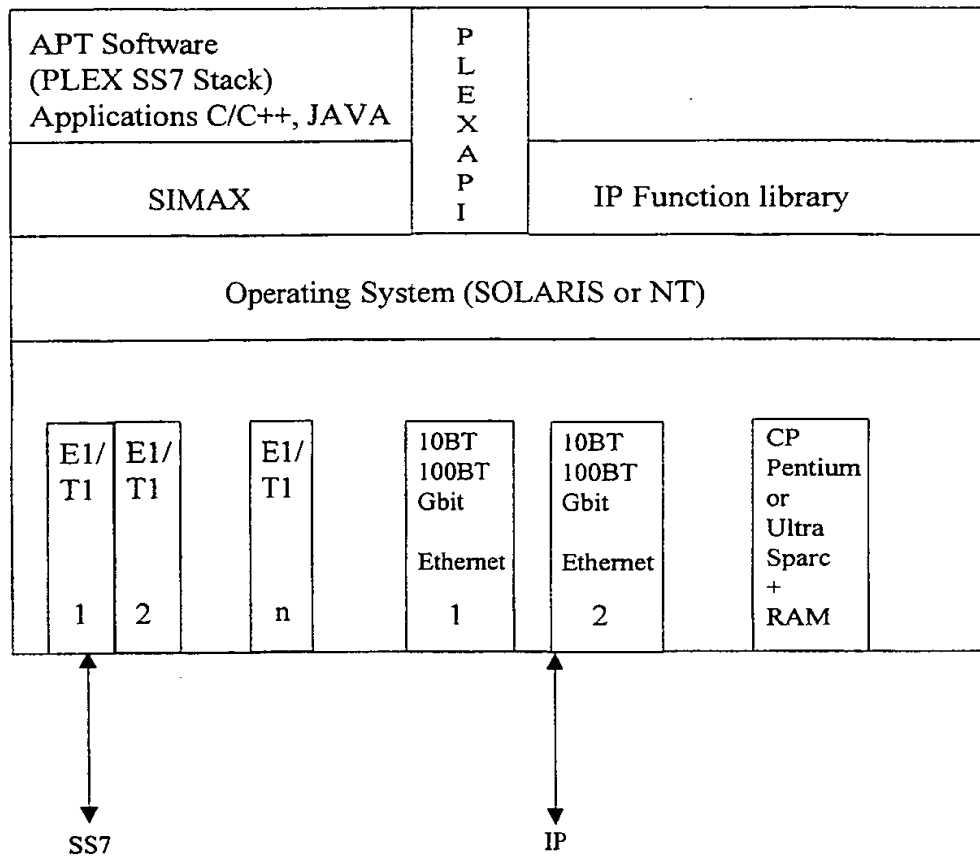 APT Software
(PLEX SS7 Stack)
Applications C/C++, JAVA
P
L
E
X
A
P
I
SIMAX
IP Function library
Operating System (SOLARIS or NT)
E1/
T1
1
E1/
T1
2
E1/
T1
n
10BT
100BT
Gbit
Ethernet
1
10BT
100BT
Gbit
Ethernet
2
CP
Pentium
or
Ultra
Sparc
+
RAM
SS7
IP